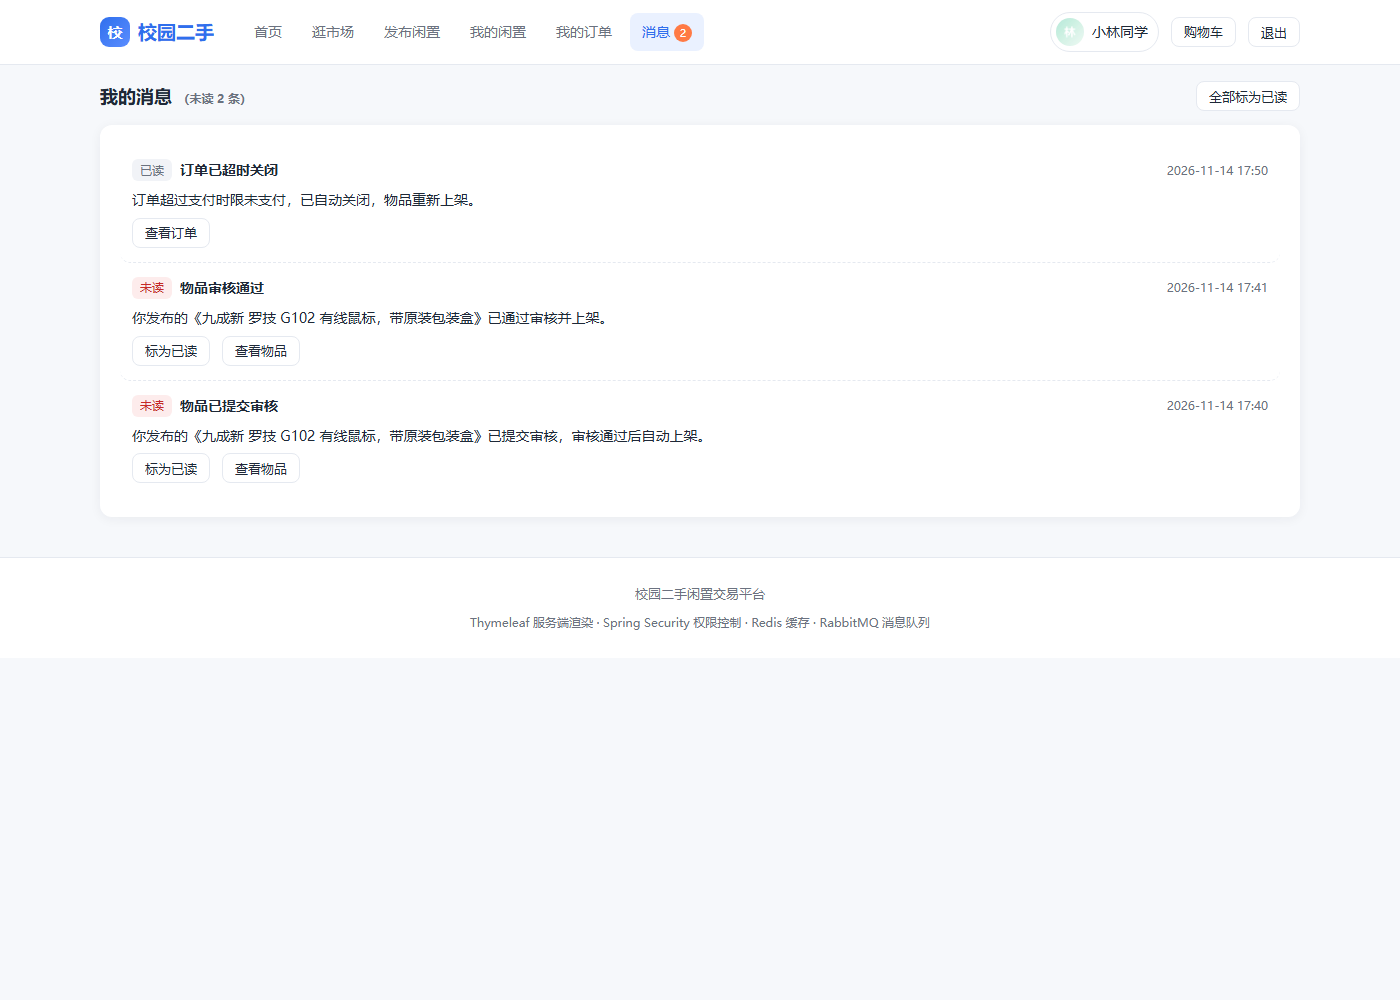 校 校园二手 首页 逛市场 发布闲置 我的闲置 我的订单 消息 2 林 小林同学 购物车 退出
我的消息 (未读 2 条) 全部标为已读
已读 订单已超时关闭 2026-11-14 17:50
订单超过支付时限未支付，已自动关闭，物品重新上架。
查看订单
未读 物品审核通过 2026-11-14 17:41
你发布的《九成新 罗技 G102 有线鼠标，带原装包装盒》已通过审核并上架。
标为已读 查看物品
未读 物品已提交审核 2026-11-14 17:40
你发布的《九成新 罗技 G102 有线鼠标，带原装包装盒》已提交审核，审核通过后自动上架。
标为已读 查看物品
校园二手闲置交易平台
Thymeleaf 服务端渲染 · Spring Security 权限控制 · Redis 缓存 · RabbitMQ 消息队列